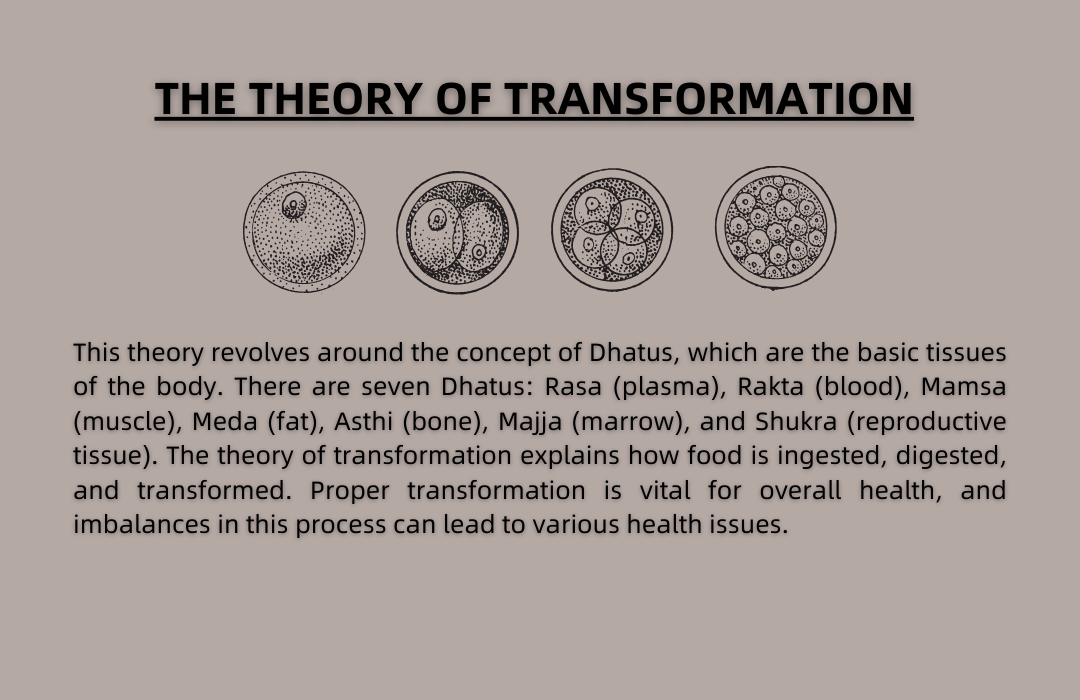 THE THEORY OF TRANSFORMATION
This theory revolves around the concept of Dhatus, which are the basic tissues
of the body. There are seven Dhatus: Rasa (plasma), Rakta (blood), Mamsa
(muscle), Meda (fat), Asthi (bone), Majja (marrow), and Shukra (reproductive
tissue). The theory of transformation explains how food is ingested, digested,
and transformed. Proper transformation is vital for overall health, and
imbalances in this process can lead to various health issues.